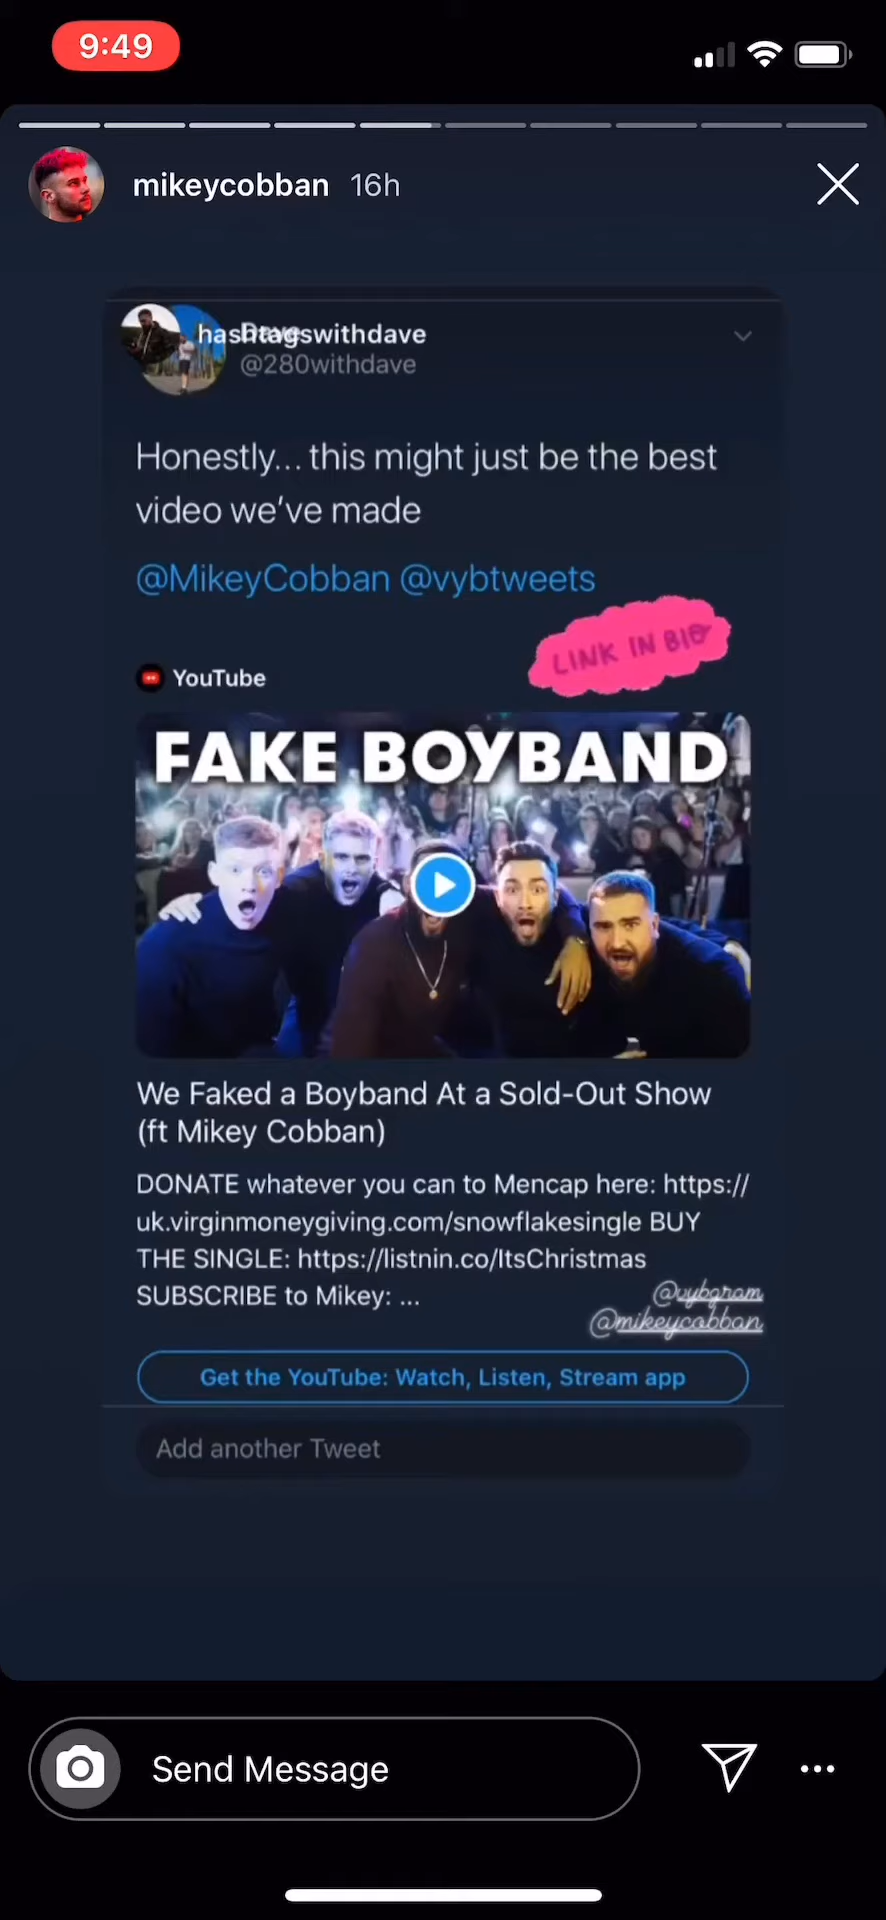 9:49
mikeycobban 16h
hashtagswithdave
@280withdave
Honestly... this might just be the best
video we've made
@MikeyCobban @vybtweets
LINK IN BIO
YouTube
FAKE BOYBAND
We Faked a Boyband At a Sold-Out Show
(ft Mikey Cobban)
DONATE whatever you can to Mencap here: https://
uk.virginmoneygiving.com/snowflakesingle BUY
THE SINGLE: https://listnin.co/ItsChristmas
SUBSCRIBE to Mikey: ...
@vybgram
@mikeycobban
Get the YouTube: Watch, Listen, Stream app
Add another Tweet
Send Message